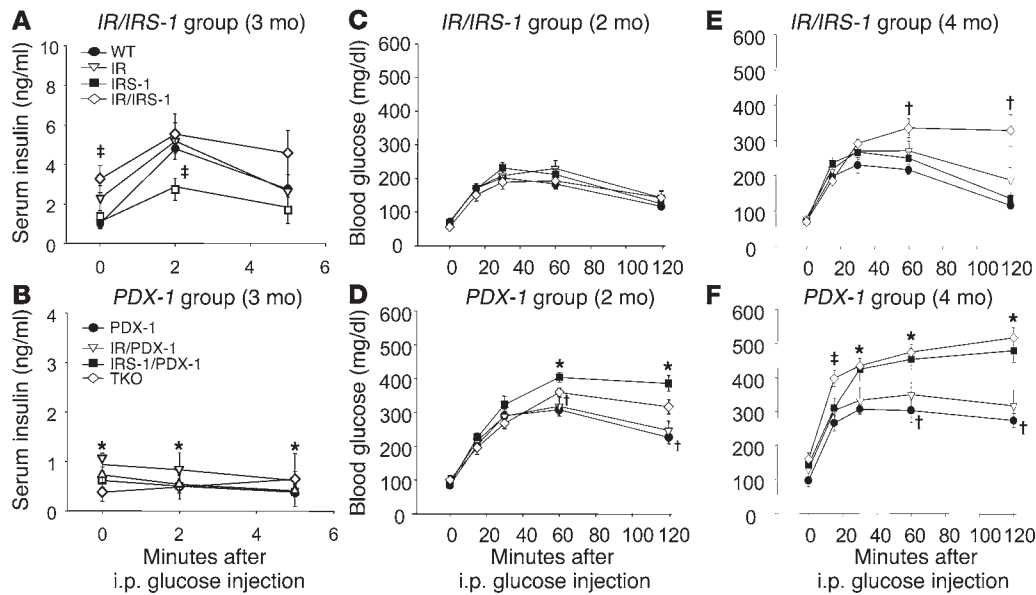 A IR/IRS-1 group (3 mo)
Serum insulin (ng/ml)
10
8
6
4
2
0
WT
IR
IRS-1
IR/IRS-1
‡
‡
0 2 4 6
B PDX-1 group (3 mo)
Serum insulin (ng/ml)
4
3
2
1
0
PDX-1
IR/PDX-1
IRS-1/PDX-1
TKO
* * *
0 2 4 6
Minutes after
i.p. glucose injection
C IR/IRS-1 group (2 mo)
Blood glucose (mg/dl)
600
500
400
300
200
100
0
0 20 40 60 80 100 120
D PDX-1 group (2 mo)
Blood glucose (mg/dl)
600
500
400
300
200
100
0
* *
†
†
0 20 40 60 80 100 120
Minutes after
i.p. glucose injection
E IR/IRS-1 group (4 mo)
600
500
400
300
200
100
0
† †
0 20 40 60 80 100 120
F PDX-1 group (4 mo)
600
500
400
300
200
100
0
‡ * * *
† †
0 20 40 60 80 100 120
Minutes after
i.p. glucose injection